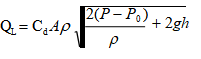 Q_L = C_d Aρ √(2(P − P_0)/ρ + 2gh)